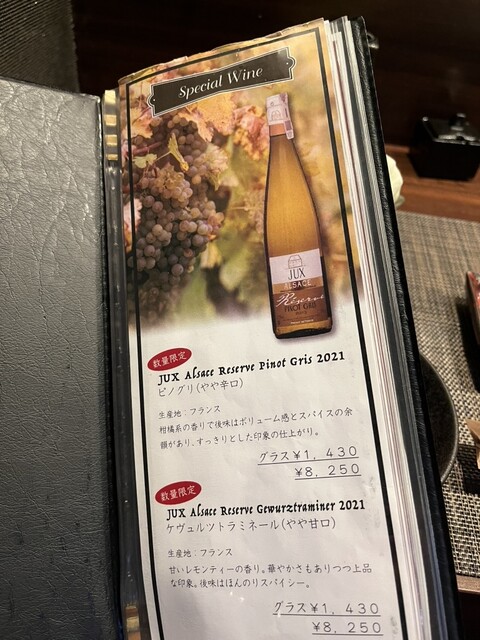 Special Wine
JUX
ALSACE
Réserve
PINOT GRIS
数量限定
JUX Alsace Reserve Pinot Gris 2021
ピノグリ(やや辛口)
生産地：フランス
柑橘系の香りで後味はボリューム感とスパイスの余
韻があり、すっきりとした印象の仕上がり。
グラス¥1,430
¥8,250
数量限定
JUX Alsace Reserve Gewurztraminer 2021
ケヴュルツトラミネール(やや甘口)
生産地：フランス
甘いレモンティーの香り。華やかさもありつつ上品
な印象。後味はほんのりスパイシー。
グラス¥1,430
¥8,250